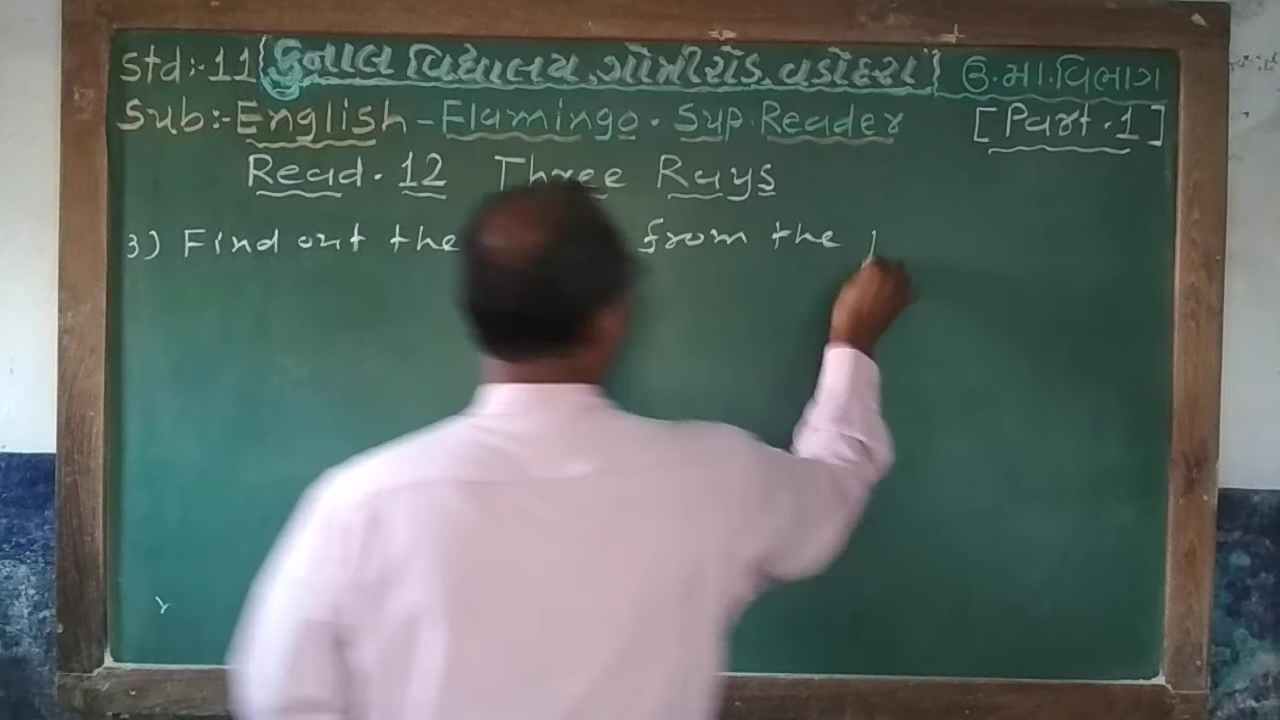 Std:-11 [કુનાલ વિદ્યાલય, ગોત્રીરોડ, વડોદરા] ઉ.મા.વિભાગ
Sub:- English - Flamingo. Sup. Reader [Part.1]
Read. 12 Three Rays
3) Find out the from the